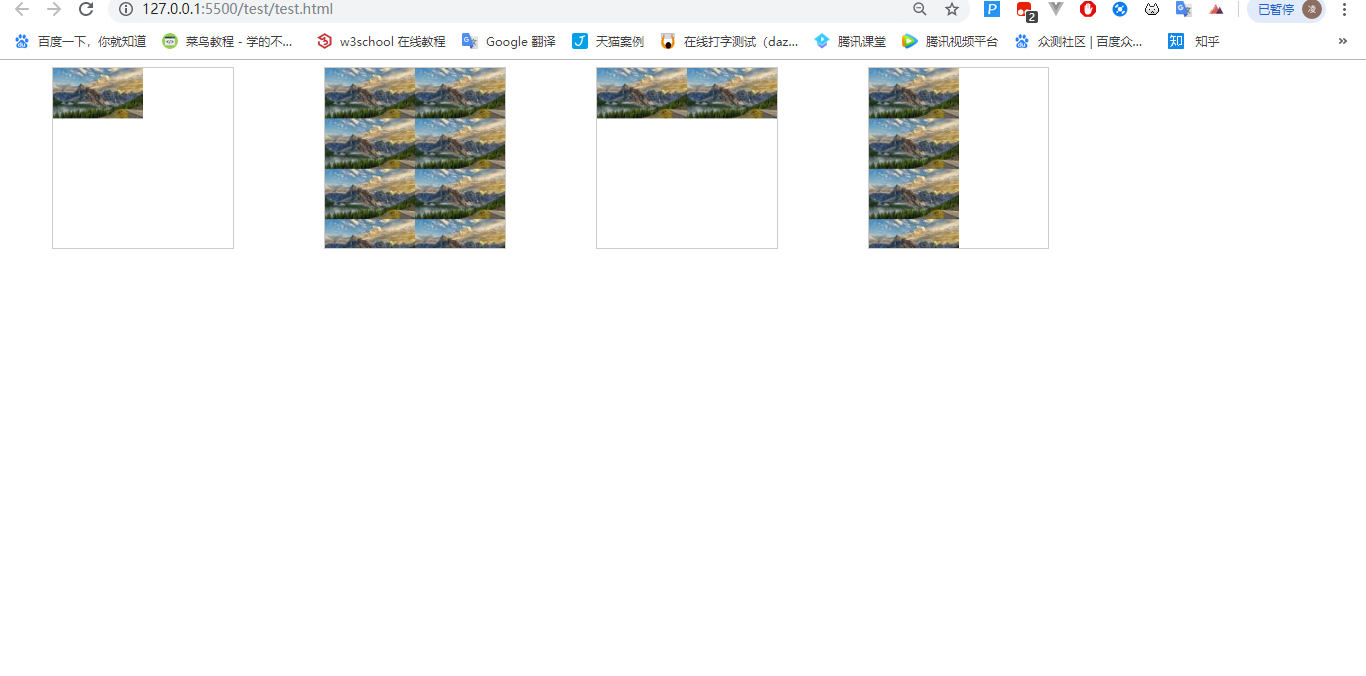 127.0.0.1:5500/test/test.html
P
2
已暂停
凌
百度一下，你就知道
菜鸟教程 - 学的不...
w3school 在线教程
Google 翻译
天猫案例
在线打字测试（daz...
腾讯课堂
腾讯视频平台
众测社区 | 百度众...
知
知乎
»